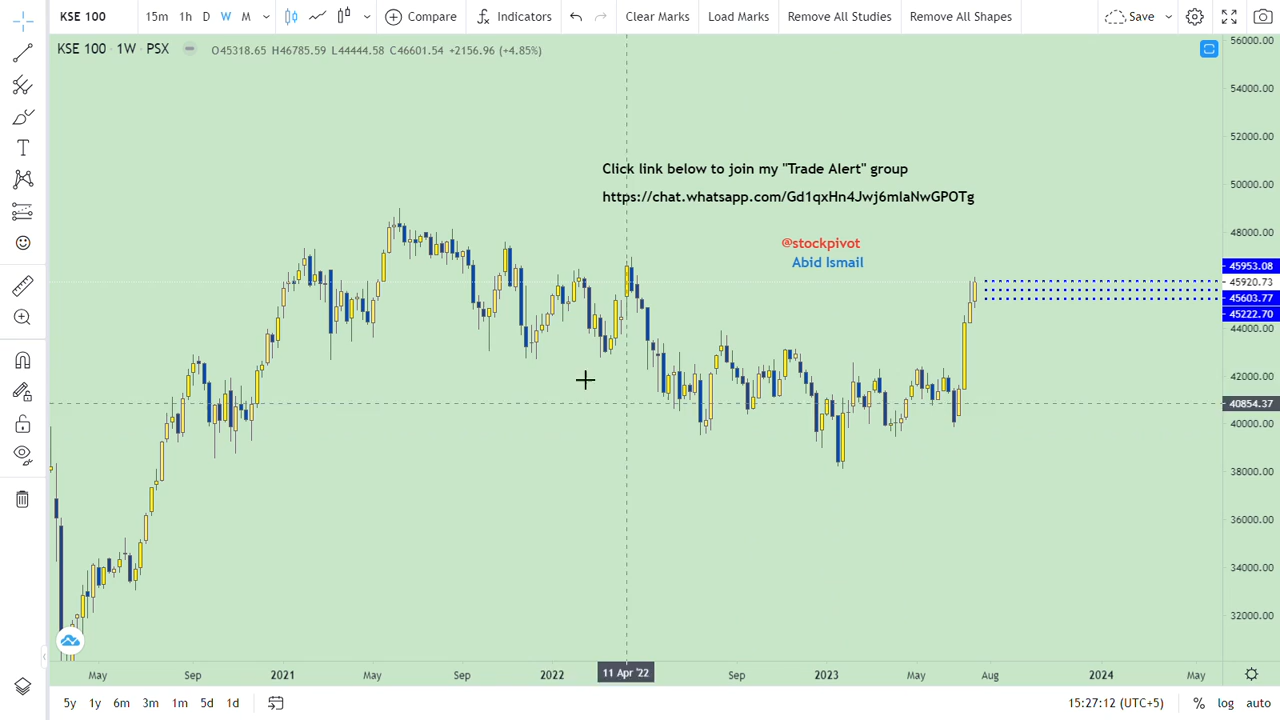 KSE 100 15m 1h D W M Compare Indicators Clear Marks Load Marks Remove All Studies Remove All Shapes Save
KSE 100 1W PSX O45318.65 H46785.59 L44444.58 C46601.54 +2156.96 (+4.85%)
56000.00
54000.00
52000.00
50000.00
48000.00
45953.08
45920.73
45603.77
45222.70
44000.00
42000.00
40854.37
40000.00
38000.00
36000.00
34000.00
32000.00
Click link below to join my "Trade Alert" group
https://chat.whatsapp.com/Gd1qxHn4Jwj6mlaNwGPOTg
@stockpivot
Abid Ismail
May Sep 2021 May Sep 2022 11 Apr '22 Sep 2023 May Aug 2024 May
5y 1y 6m 3m 1m 5d 1d 15:27:12 (UTC+5) % log auto